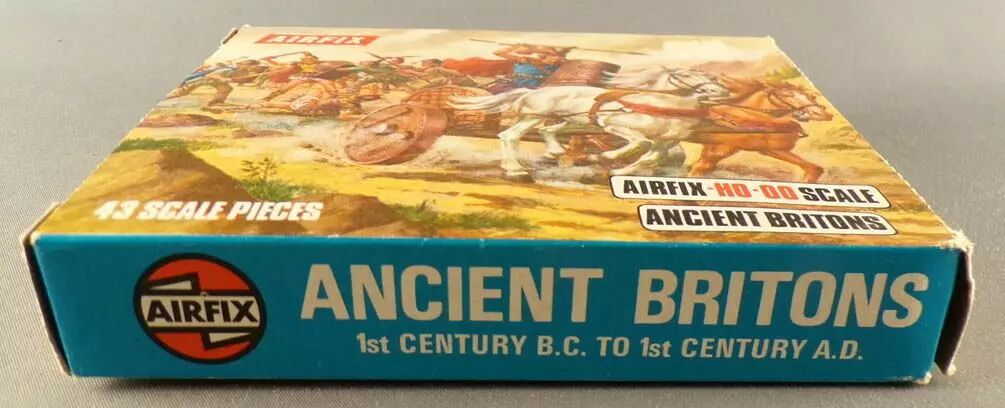 AIRFIX
AIRFIX-HO-OO SCALE
ANCIENT BRITONS
43 SCALE PIECES
AIRFIX
ANCIENT BRITONS
1st CENTURY B.C. TO 1st CENTURY A.D.